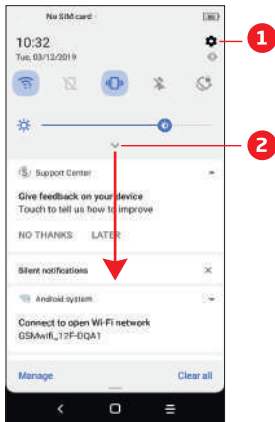 No SIM card
10:32
Tue, 03/12/2019
1
2
Support Center
Give feedback on your device
Touch to tell us how to improve
NO THANKS LATER
Silent notifications
Android system
Connect to open Wi-Fi network
GSMwifi_12F-DQA1
Manage Clear all